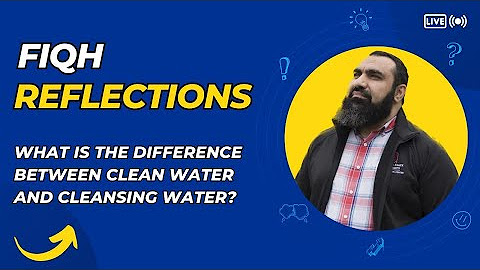 LIVE
FIQH
REFLECTIONS
WHAT IS THE DIFFERENCE
BETWEEN CLEAN WATER
AND CLEANSING WATER?